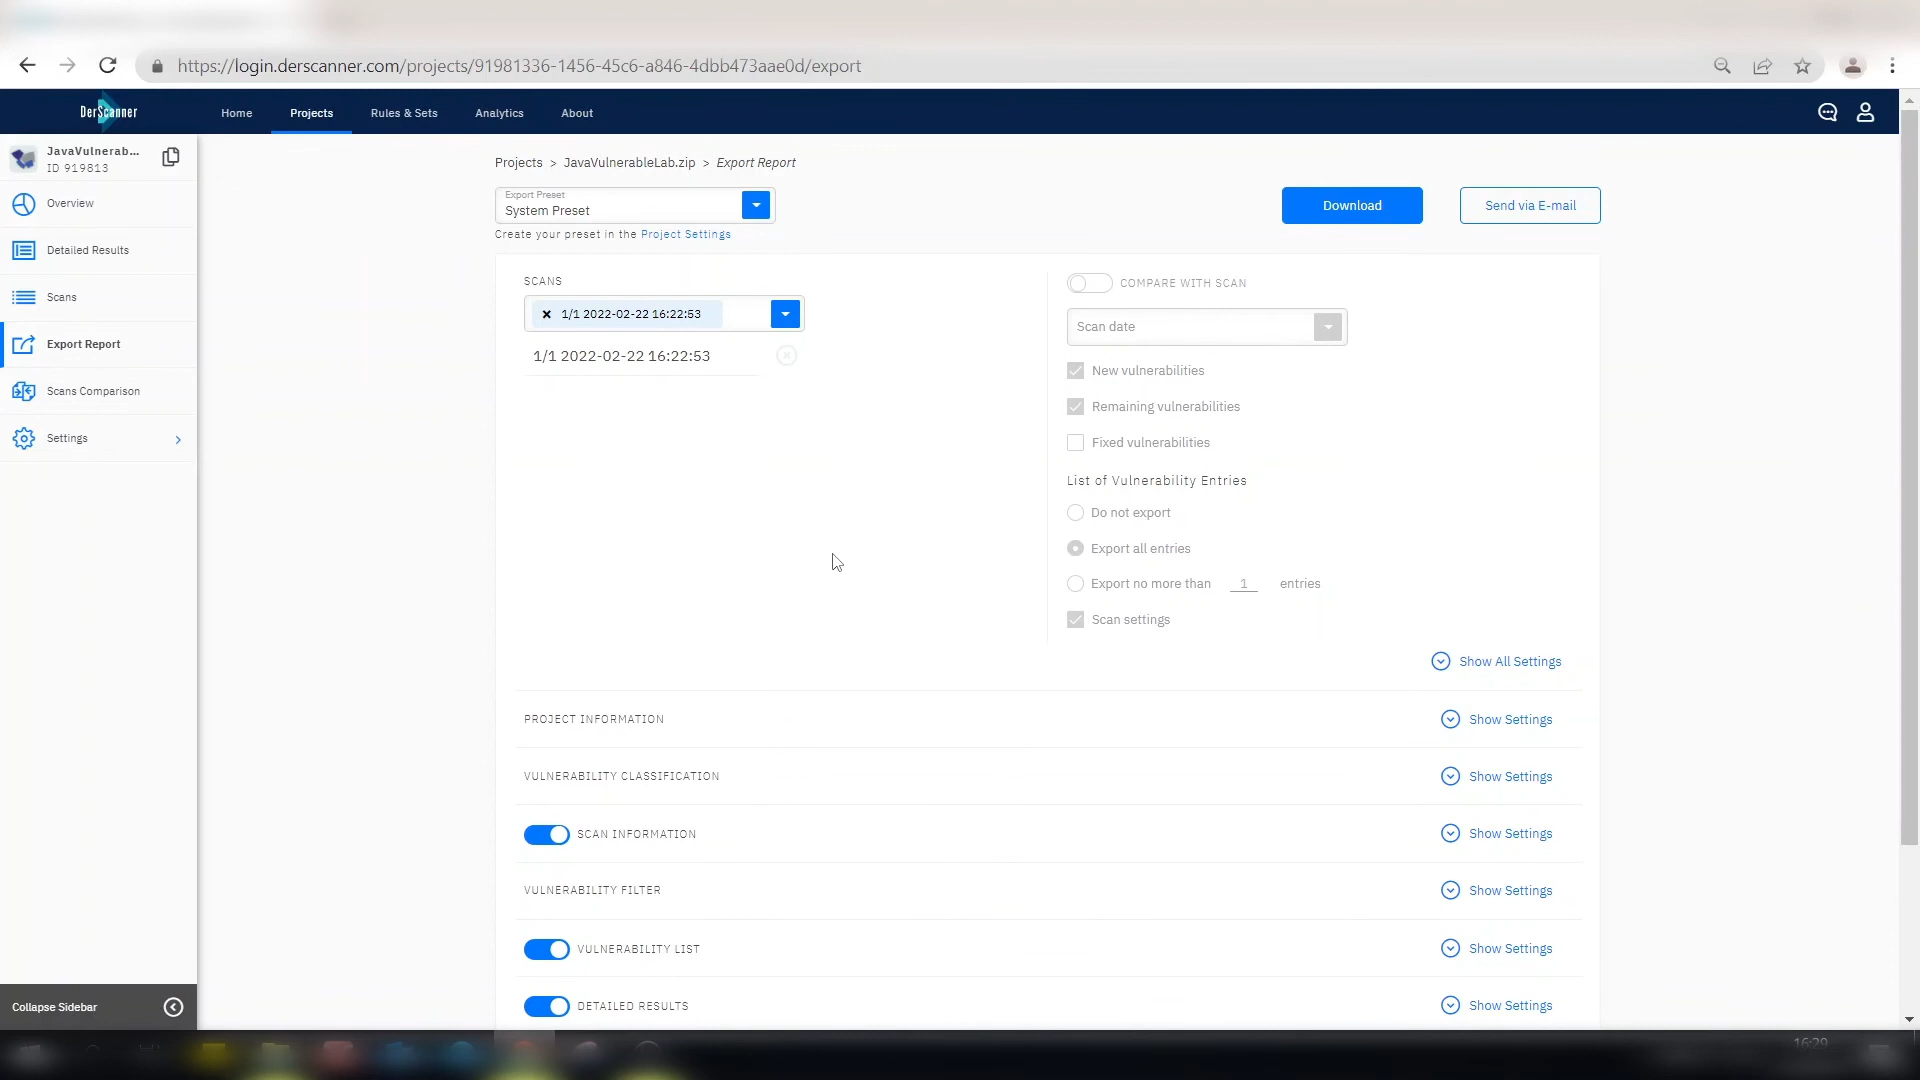 https://login.derscanner.com/projects/91981336-1456-45c6-a846-4dbb473aae0d/export
DerScanner
Home
Projects
Rules & Sets
Analytics
About
JavaVulnerab...
ID 919813
Overview
Detailed Results
Scans
Export Report
Scans Comparison
Settings
Collapse Sidebar
Projects > JavaVulnerableLab.zip > Export Report
Export Preset
System Preset
Create your preset in the Project Settings
Download
Send via E-mail
SCANS
1/1 2022-02-22 16:22:53
1/1 2022-02-22 16:22:53
COMPARE WITH SCAN
Scan date
New vulnerabilities
Remaining vulnerabilities
Fixed vulnerabilities
List of Vulnerability Entries
Do not export
Export all entries
Export no more than 1 entries
Scan settings
Show All Settings
PROJECT INFORMATION
Show Settings
VULNERABILITY CLASSIFICATION
Show Settings
SCAN INFORMATION
Show Settings
VULNERABILITY FILTER
Show Settings
VULNERABILITY LIST
Show Settings
DETAILED RESULTS
Show Settings
16:29